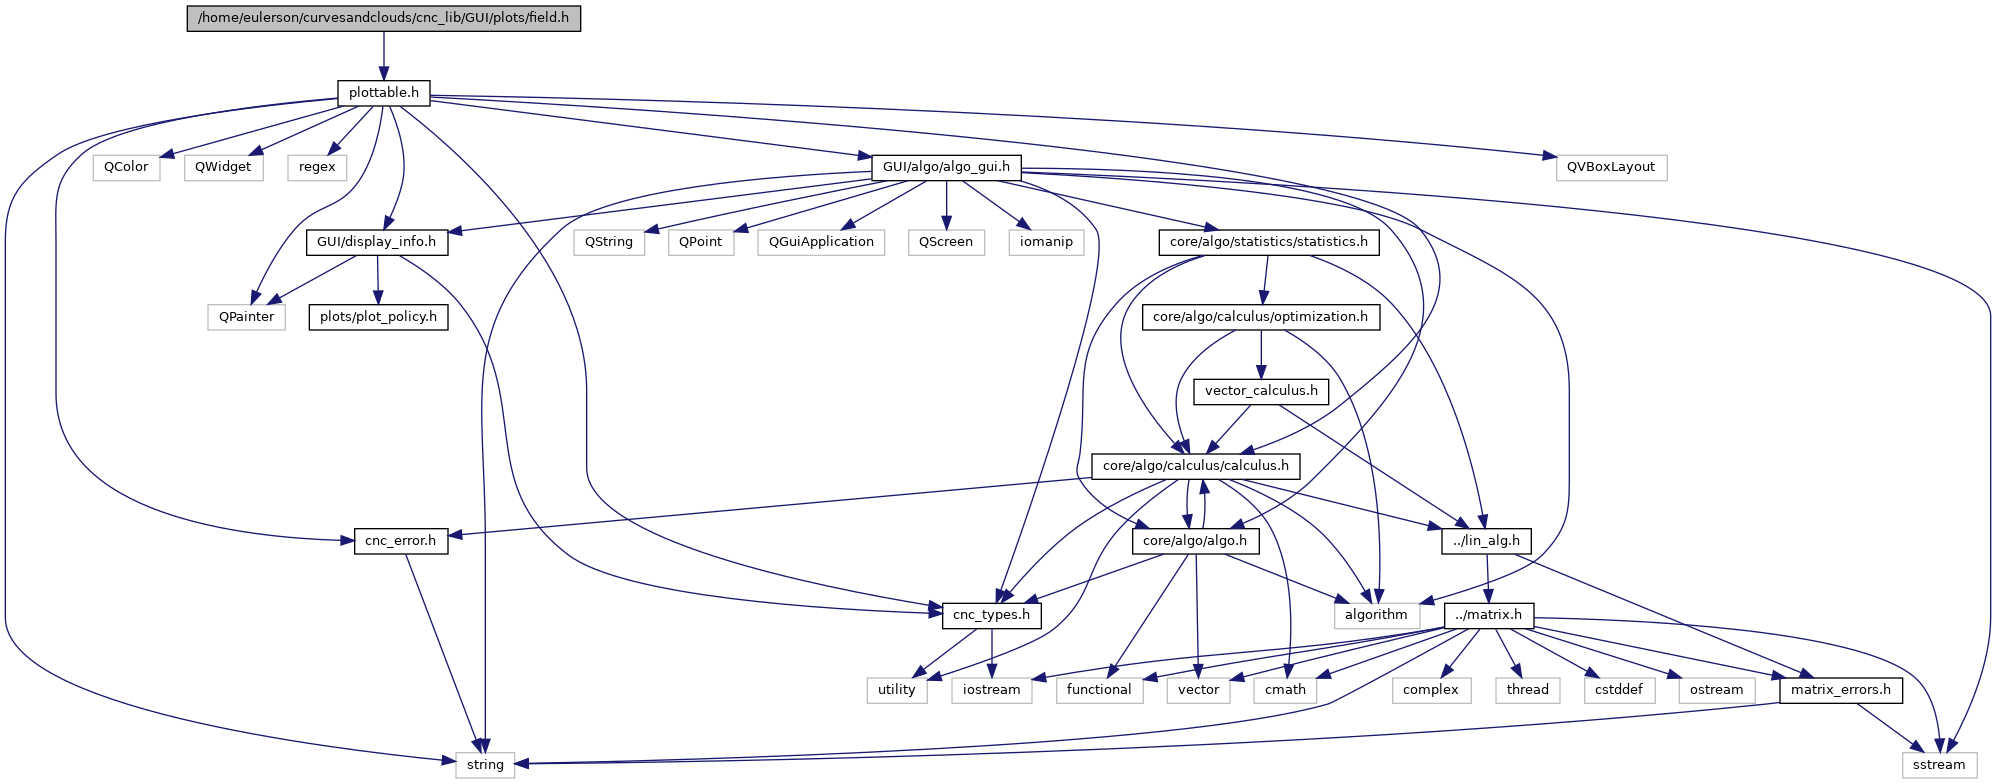 /home/eulerson/curvesandclouds/cnc_lib/GUI/plots/field.h
plottable.h
QColor
QWidget
regex
GUI/algo/algo_gui.h
QVBoxLayout
GUI/display_info.h
QString
QPoint
QGuiApplication
QScreen
iomanip
core/algo/statistics/statistics.h
QPainter
plots/plot_policy.h
core/algo/calculus/optimization.h
vector_calculus.h
core/algo/calculus/calculus.h
cnc_error.h
core/algo/algo.h
../lin_alg.h
cnc_types.h
algorithm
../matrix.h
utility
iostream
functional
vector
cmath
complex
thread
cstddef
ostream
matrix_errors.h
string
sstream